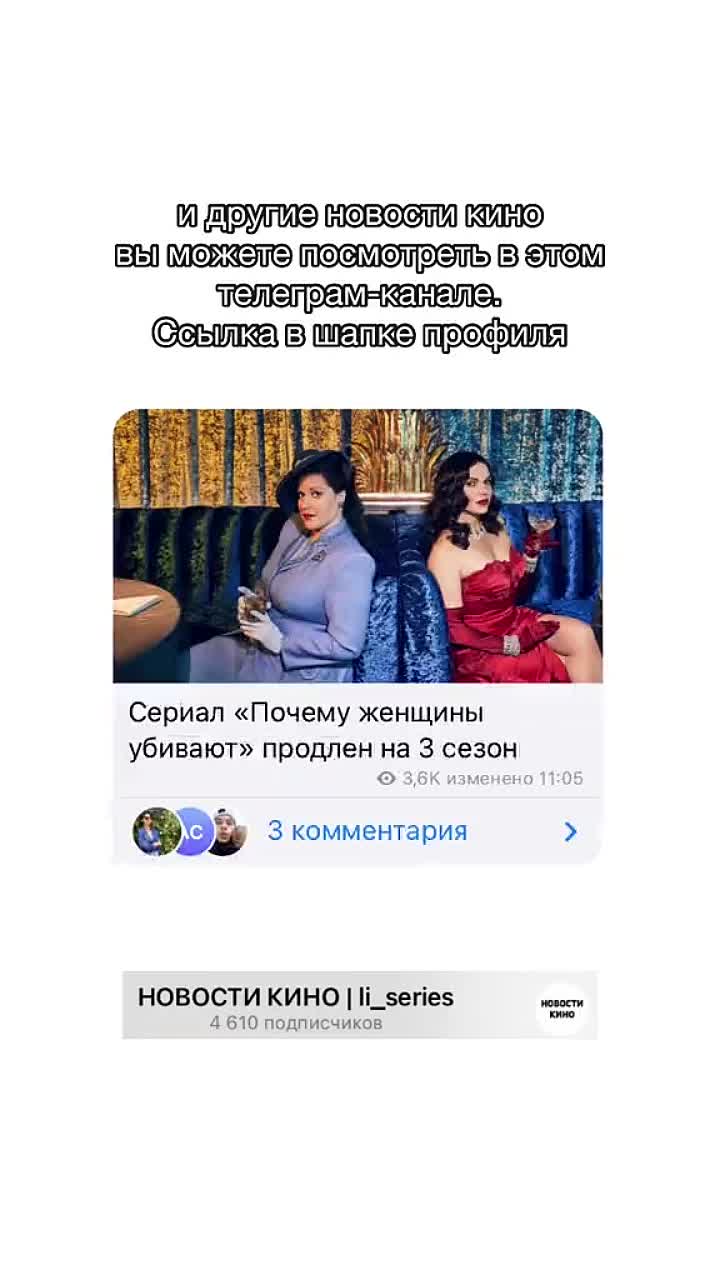 и другие новости кино
вы можете посмотреть в этом
телеграм-канале.
Ссылка в шапке профиля
Сериал «Почему женщины
убивают» продлен на 3 сезон
3,6K изменено 11:05
АС
3 комментария
НОВОСТИ КИНО | li_series
4 610 подписчиков
НОВОСТИ
КИНО